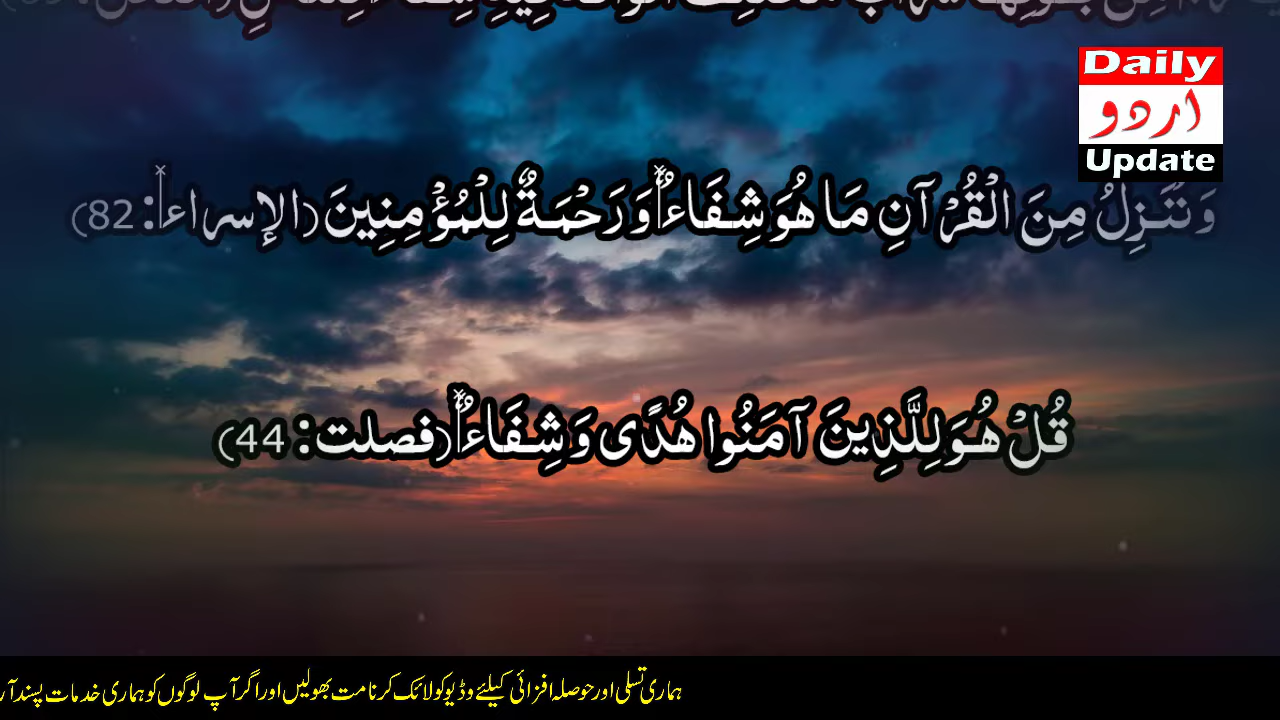 Daily
اردو
Update
وَنُنَزِلُ مِنَ الْقُرْآنِ مَا هُوَ شِفَاءٌ وَرَحْمَةٌ لِلْمُؤْمِنِينَ (الإسراء: 82)
قُلْ هُوَ لِلَّذِينَ آمَنُوا هُدًى وَشِفَاءٌ (فصلت: 44)
ہماری تسلی اور حوصلہ افزائی کیلئے وڈیو کو لائک کرنا مت بھولیں اور اگر آپ لوگوں کو ہماری خدمات پسند